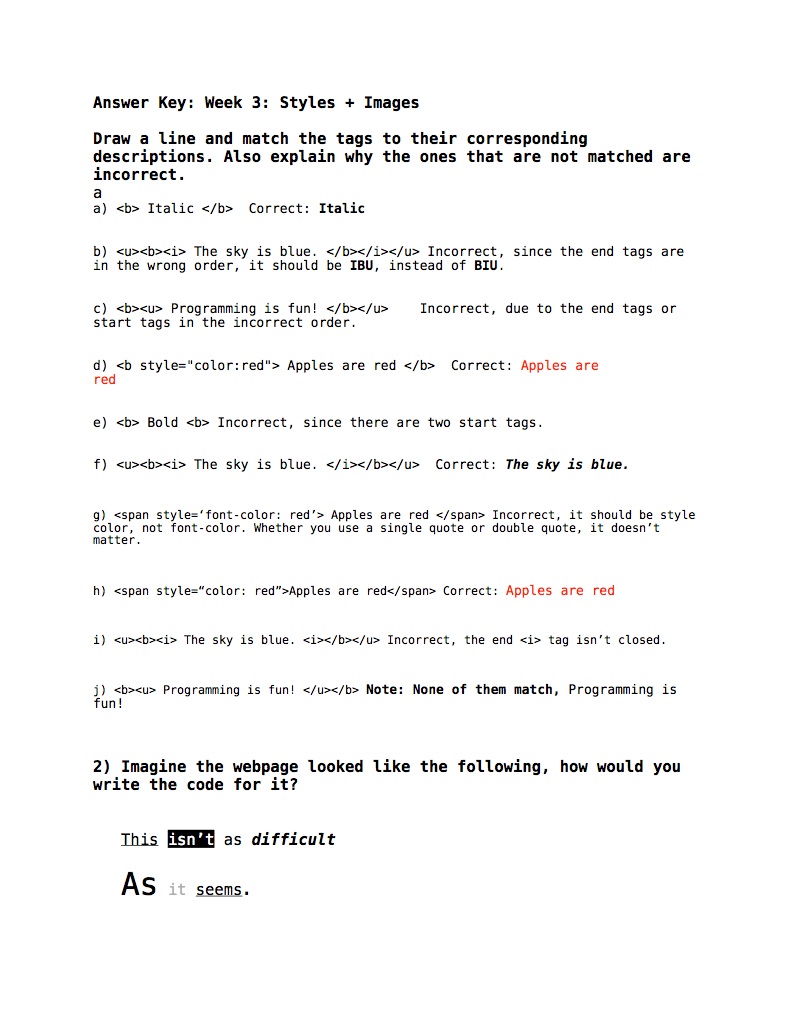 Answer Key: Week 3: Styles + Images
Draw a line and match the tags to their corresponding
descriptions. Also explain why the ones that are not matched are
incorrect.
a
a) <b> Italic </b>  Correct: Italic
b) <u><b><i> The sky is blue. </b></i></u> Incorrect, since the end tags are
in the wrong order, it should be IBU, instead of BIU.
c) <b><u> Programming is fun! </b></u>    Incorrect, due to the end tags or
start tags in the incorrect order.
d) <b style="color:red"> Apples are red </b>  Correct: Apples are
red
e) <b> Bold <b> Incorrect, since there are two start tags.
f) <u><b><i> The sky is blue. </i></b></u>  Correct: The sky is blue.
g) <span style=‘font-color: red’> Apples are red </span> Incorrect, it should be style
color, not font-color. Whether you use a single quote or double quote, it doesn’t
matter.
h) <span style=“color: red”>Apples are red</span> Correct: Apples are red
i) <u><b><i> The sky is blue. <i></b></u> Incorrect, the end <i> tag isn’t closed.
j) <b><u> Programming is fun! </u></b> Note: None of them match, Programming is
fun!
2) Imagine the webpage looked like the following, how would you
write the code for it?
This isn’t as difficult
As it seems.